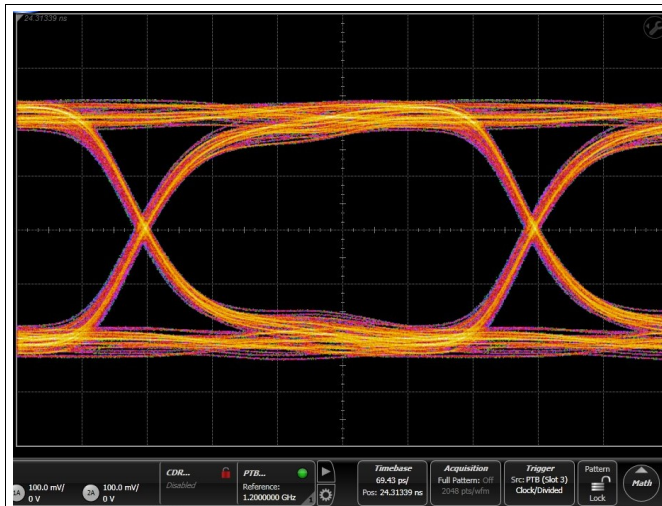 24.31339 ns
1A 100.0 mV/
0 V
2A 100.0 mV/
0 V
CDR...
Disabled
PTB...
Reference:
1.2000000 GHz
1
Timebase
69.43 ps/
Pos: 24.31339 ns
Acquisition
Full Pattern: Off
2048 pts/wfm
Trigger
Src: PTB (Slot 3)
Clock/Divided
Pattern
Lock
Math